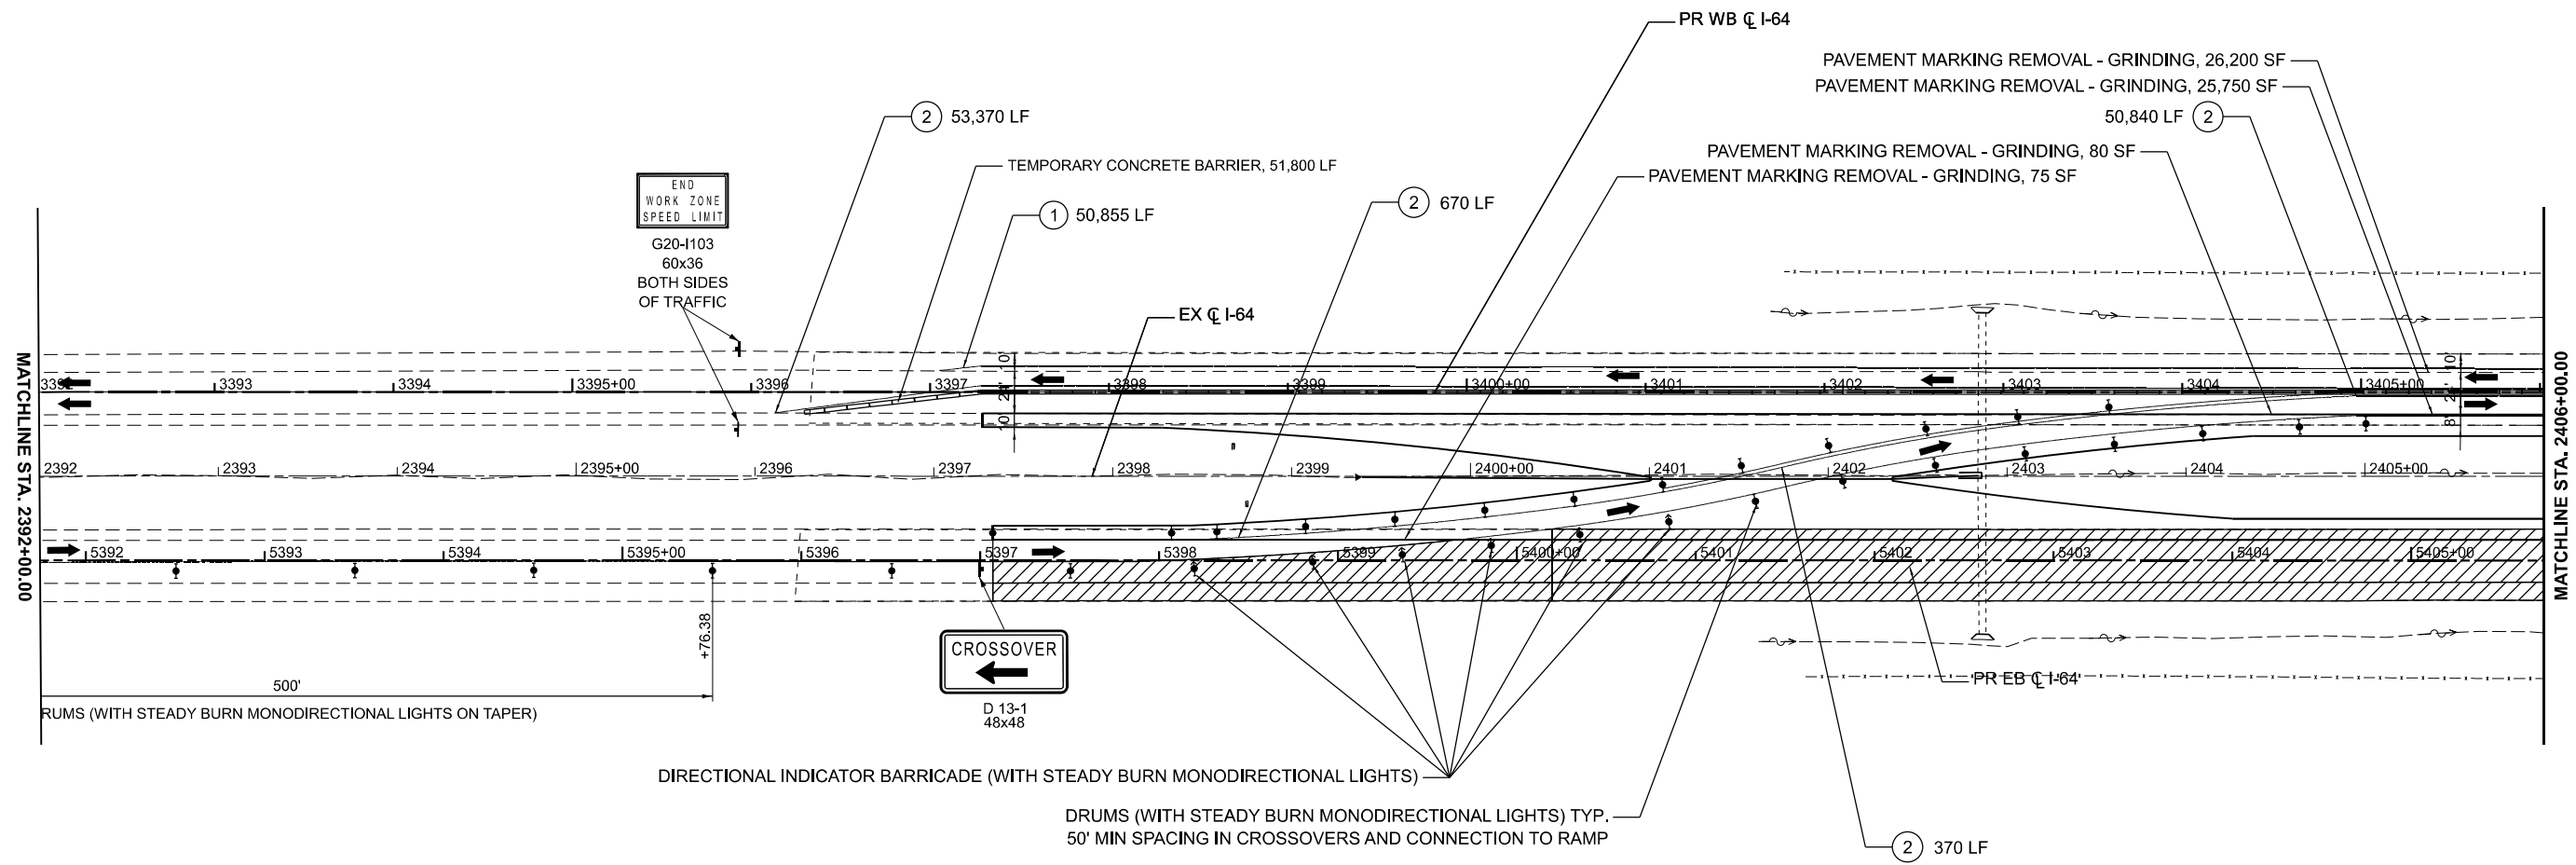 PR WB ℄ I-64
PAVEMENT MARKING REMOVAL - GRINDING, 26,200 SF
PAVEMENT MARKING REMOVAL - GRINDING, 25,750 SF
2 53,370 LF
50,840 LF 2
PAVEMENT MARKING REMOVAL - GRINDING, 80 SF
TEMPORARY CONCRETE BARRIER, 51,800 LF
PAVEMENT MARKING REMOVAL - GRINDING, 75 SF
END
WORK ZONE
SPEED LIMIT
2 670 LF
1 50,855 LF
G20-I103
60x36
BOTH SIDES
OF TRAFFIC
EX ℄ I-64
MATCHLINE STA. 2392+00.00
MATCHLINE STA. 2406+00.00
10'
2'
10'
10'
2'
8'
3392 3393 3394 3395+00 3396 3397 3398 3399 3400+00 3401 3402 3403 3404 3405+00
2392 2393 2394 2395+00 2396 2397 2398 2399 2400+00 2401 2402 2403 2404 2405+00
5392 5393 5394 5395+00 5396 5397 5398 5399 5400+00 5401 5402 5403 5404 5405+00
+76.38
CROSSOVER
D 13-1
48x48
PR EB ℄ I-64
500'
RUMS (WITH STEADY BURN MONODIRECTIONAL LIGHTS ON TAPER)
DIRECTIONAL INDICATOR BARRICADE (WITH STEADY BURN MONODIRECTIONAL LIGHTS)
DRUMS (WITH STEADY BURN MONODIRECTIONAL LIGHTS) TYP.
50' MIN SPACING IN CROSSOVERS AND CONNECTION TO RAMP
2 370 LF